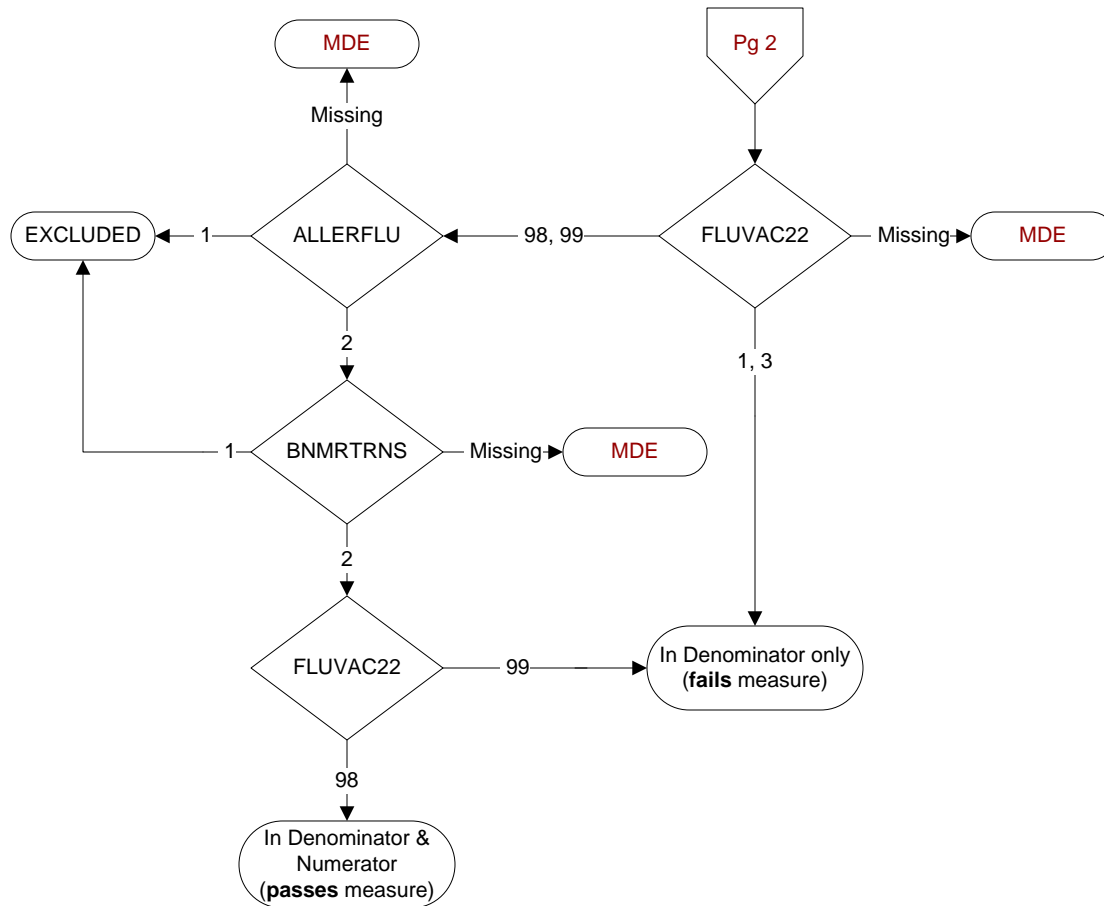 MDE
Pg 2
Missing
EXCLUDED
1
ALLERFLU
98, 99
FLUVAC22
Missing
MDE
2
1, 3
1
BNMRTRNS
Missing
MDE
2
FLUVAC22
99
In Denominator only
(fails measure)
98
In Denominator &
Numerator
(passes measure)